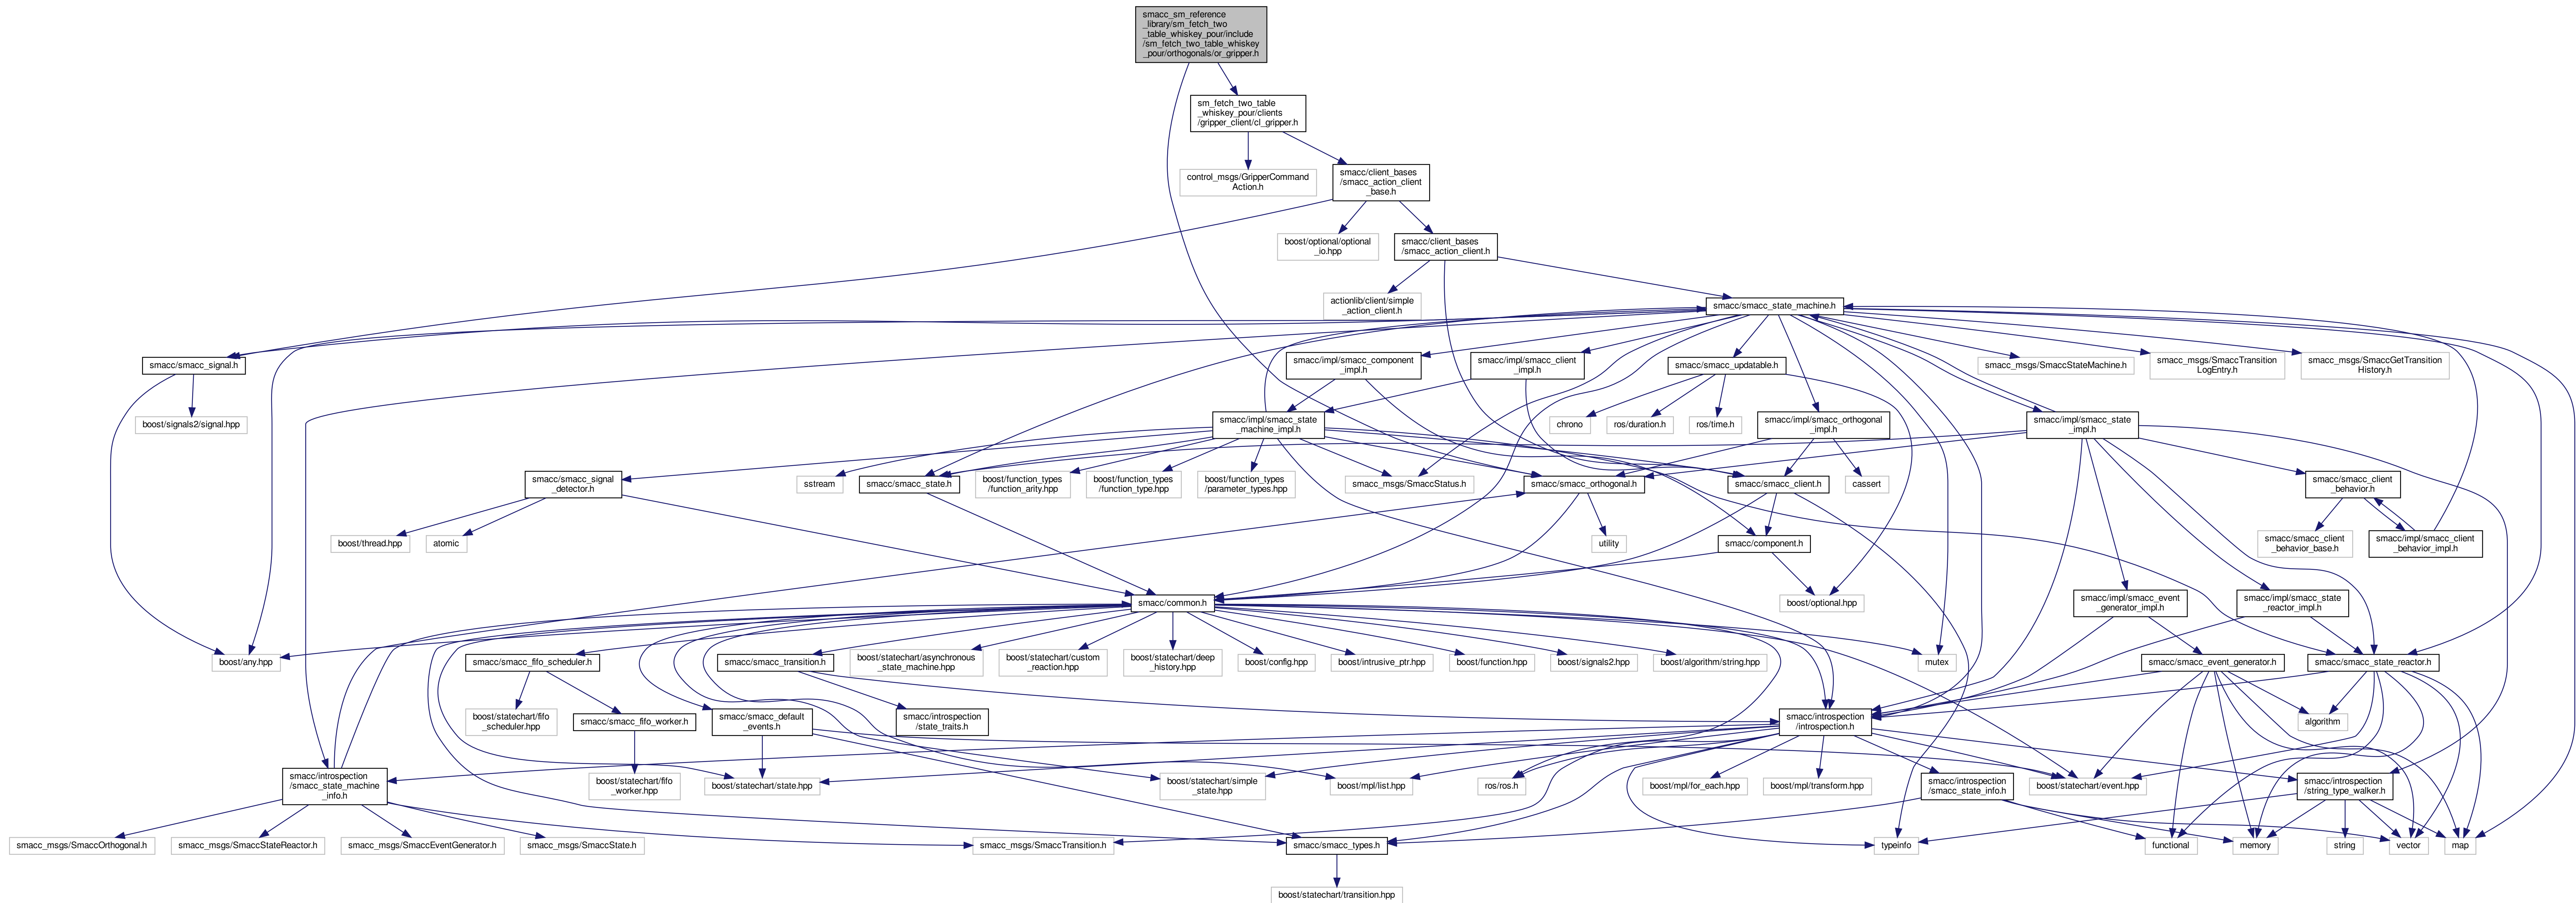 smacc_sm_reference
_library/sm_fetch_two
_table_whiskey_pour/include
/sm_fetch_two_table_whiskey
_pour/orthogonals/or_gripper.h
sm_fetch_two_table
_whiskey_pour/clients
/gripper_client/cl_gripper.h
control_msgs/GripperCommand
Action.h
smacc/client_bases
/smacc_action_client
_base.h
boost/optional/optional
_io.hpp
smacc/client_bases
/smacc_action_client.h
actionlib/client/simple
_action_client.h
smacc/smacc_state_machine.h
smacc/smacc_signal.h
smacc/impl/smacc_component
_impl.h
smacc/impl/smacc_client
_impl.h
smacc/smacc_updatable.h
smacc_msgs/SmaccStateMachine.h
smacc_msgs/SmaccTransition
LogEntry.h
smacc_msgs/SmaccGetTransition
History.h
boost/signals2/signal.hpp
smacc/impl/smacc_state
_machine_impl.h
chrono
ros/duration.h
ros/time.h
smacc/impl/smacc_orthogonal
_impl.h
smacc/impl/smacc_state
_impl.h
smacc/smacc_signal
_detector.h
sstream
smacc/smacc_state.h
boost/function_types
/function_arity.hpp
boost/function_types
/function_type.hpp
boost/function_types
/parameter_types.hpp
smacc_msgs/SmaccStatus.h
smacc/smacc_orthogonal.h
smacc/smacc_client.h
cassert
smacc/smacc_client
_behavior.h
boost/thread.hpp
atomic
utility
smacc/component.h
smacc/smacc_client
_behavior_base.h
smacc/impl/smacc_client
_behavior_impl.h
smacc/common.h
boost/optional.hpp
smacc/impl/smacc_event
_generator_impl.h
smacc/impl/smacc_state
_reactor_impl.h
boost/any.hpp
smacc/smacc_fifo_scheduler.h
smacc/smacc_transition.h
boost/statechart/asynchronous
_state_machine.hpp
boost/statechart/custom
_reaction.hpp
boost/statechart/deep
_history.hpp
boost/config.hpp
boost/intrusive_ptr.hpp
boost/function.hpp
boost/signals2.hpp
boost/algorithm/string.hpp
mutex
smacc/smacc_event_generator.h
smacc/smacc_state_reactor.h
boost/statechart/fifo
_scheduler.hpp
smacc/smacc_fifo_worker.h
smacc/smacc_default
_events.h
smacc/introspection
/state_traits.h
smacc/introspection
/introspection.h
algorithm
smacc/introspection
/smacc_state_machine
_info.h
boost/statechart/fifo
_worker.hpp
boost/statechart/state.hpp
boost/statechart/simple
_state.hpp
boost/mpl/list.hpp
ros/ros.h
boost/mpl/for_each.hpp
boost/mpl/transform.hpp
smacc/introspection
/smacc_state_info.h
boost/statechart/event.hpp
smacc/introspection
/string_type_walker.h
smacc_msgs/SmaccOrthogonal.h
smacc_msgs/SmaccStateReactor.h
smacc_msgs/SmaccEventGenerator.h
smacc_msgs/SmaccState.h
smacc_msgs/SmaccTransition.h
smacc/smacc_types.h
typeinfo
functional
memory
string
vector
map
boost/statechart/transition.hpp